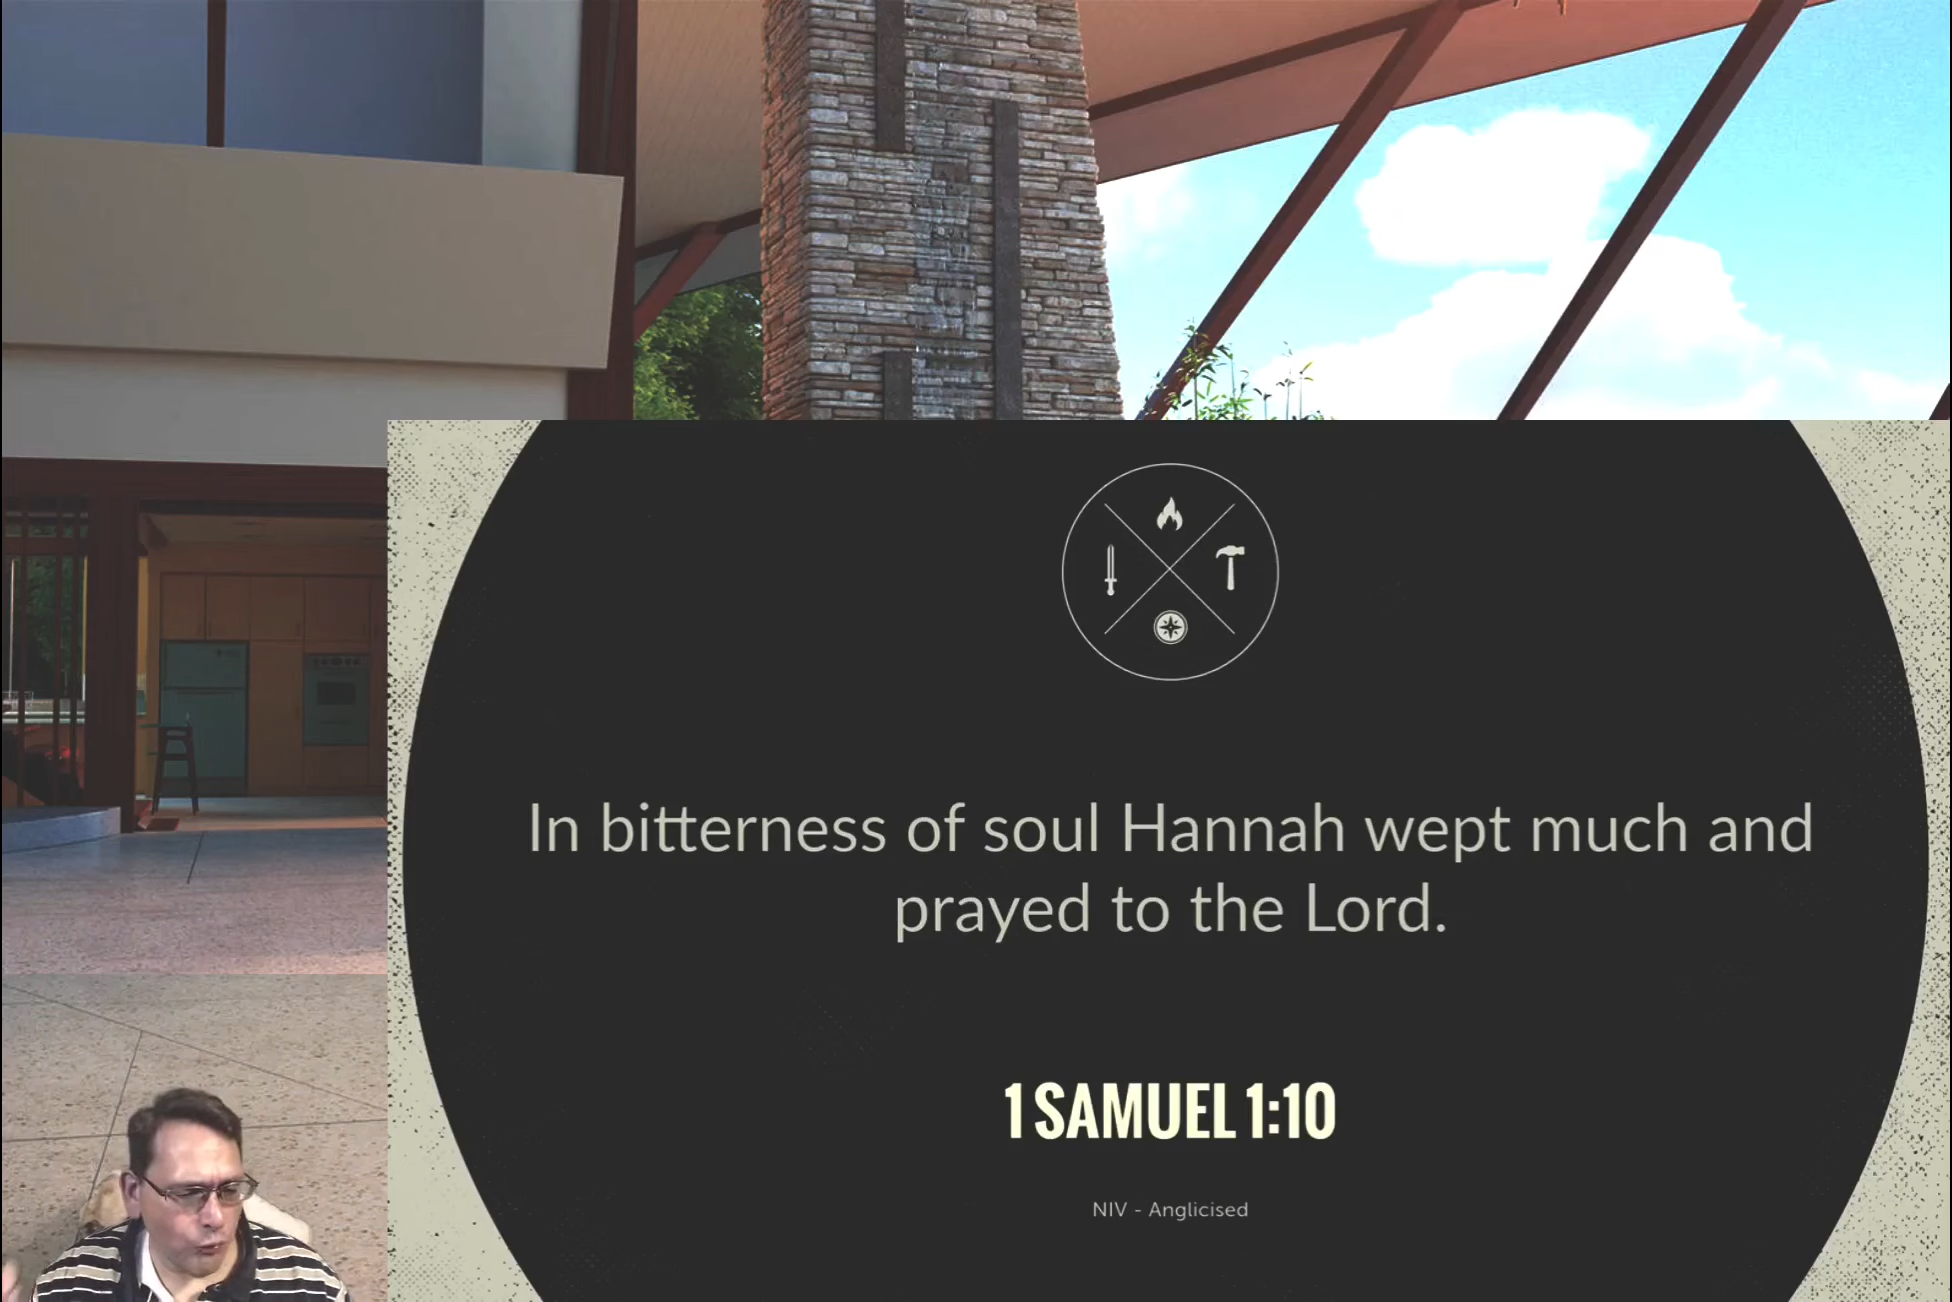 In bitterness of soul Hannah wept much and
prayed to the Lord.
1 SAMUEL 1:10
NIV - Anglicised